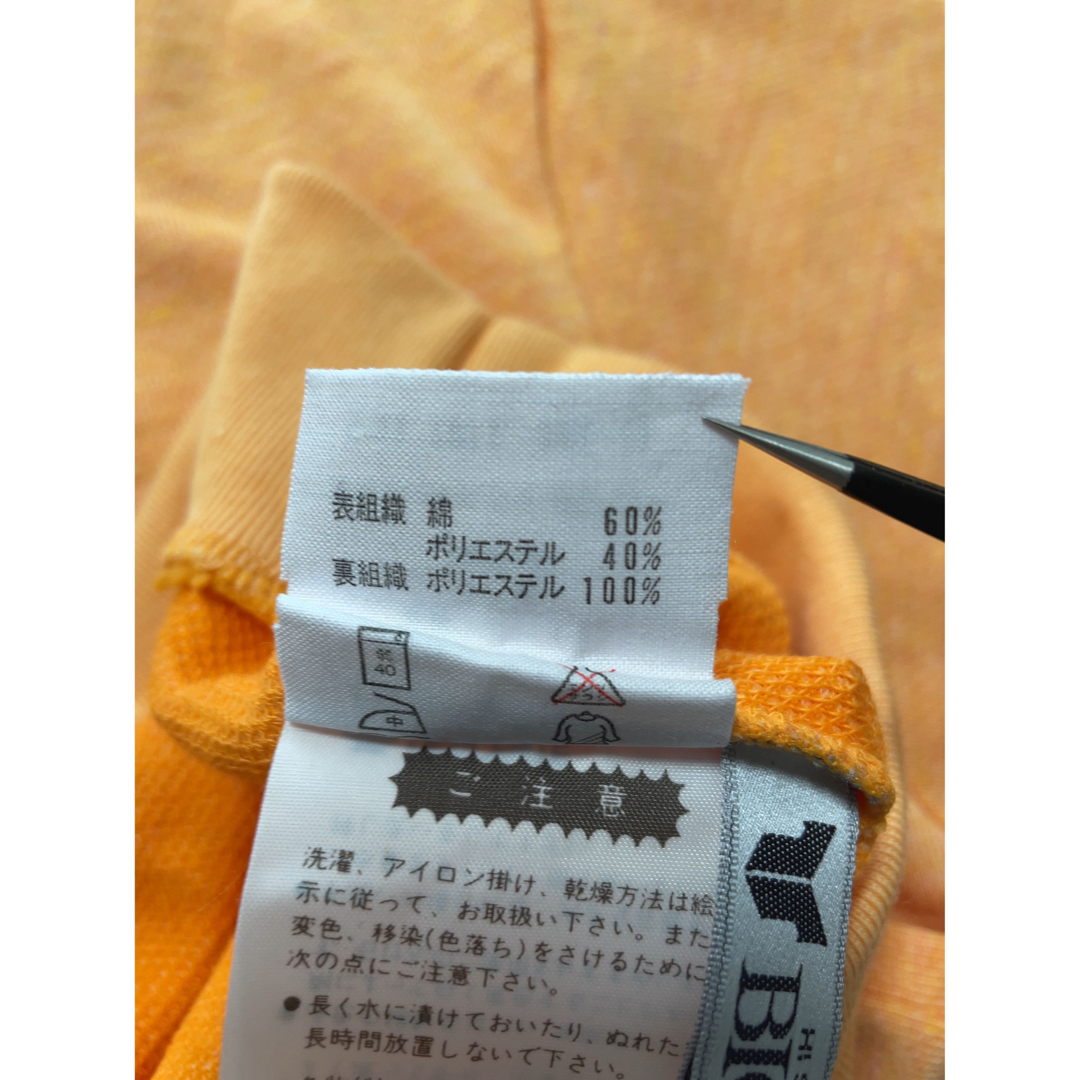 表組織 綿 60%
ポリエステル 40%
裏組織 ポリエステル 100%
40
中
ご注意
洗濯、アイロン掛け、乾燥方法は絵
示に従って、お取扱い下さい。また
変色、移染(色落ち)をさけるために
次の点にご注意下さい。
●長く水に漬けておいたり、ぬれた
長時間放置しないで下さい。